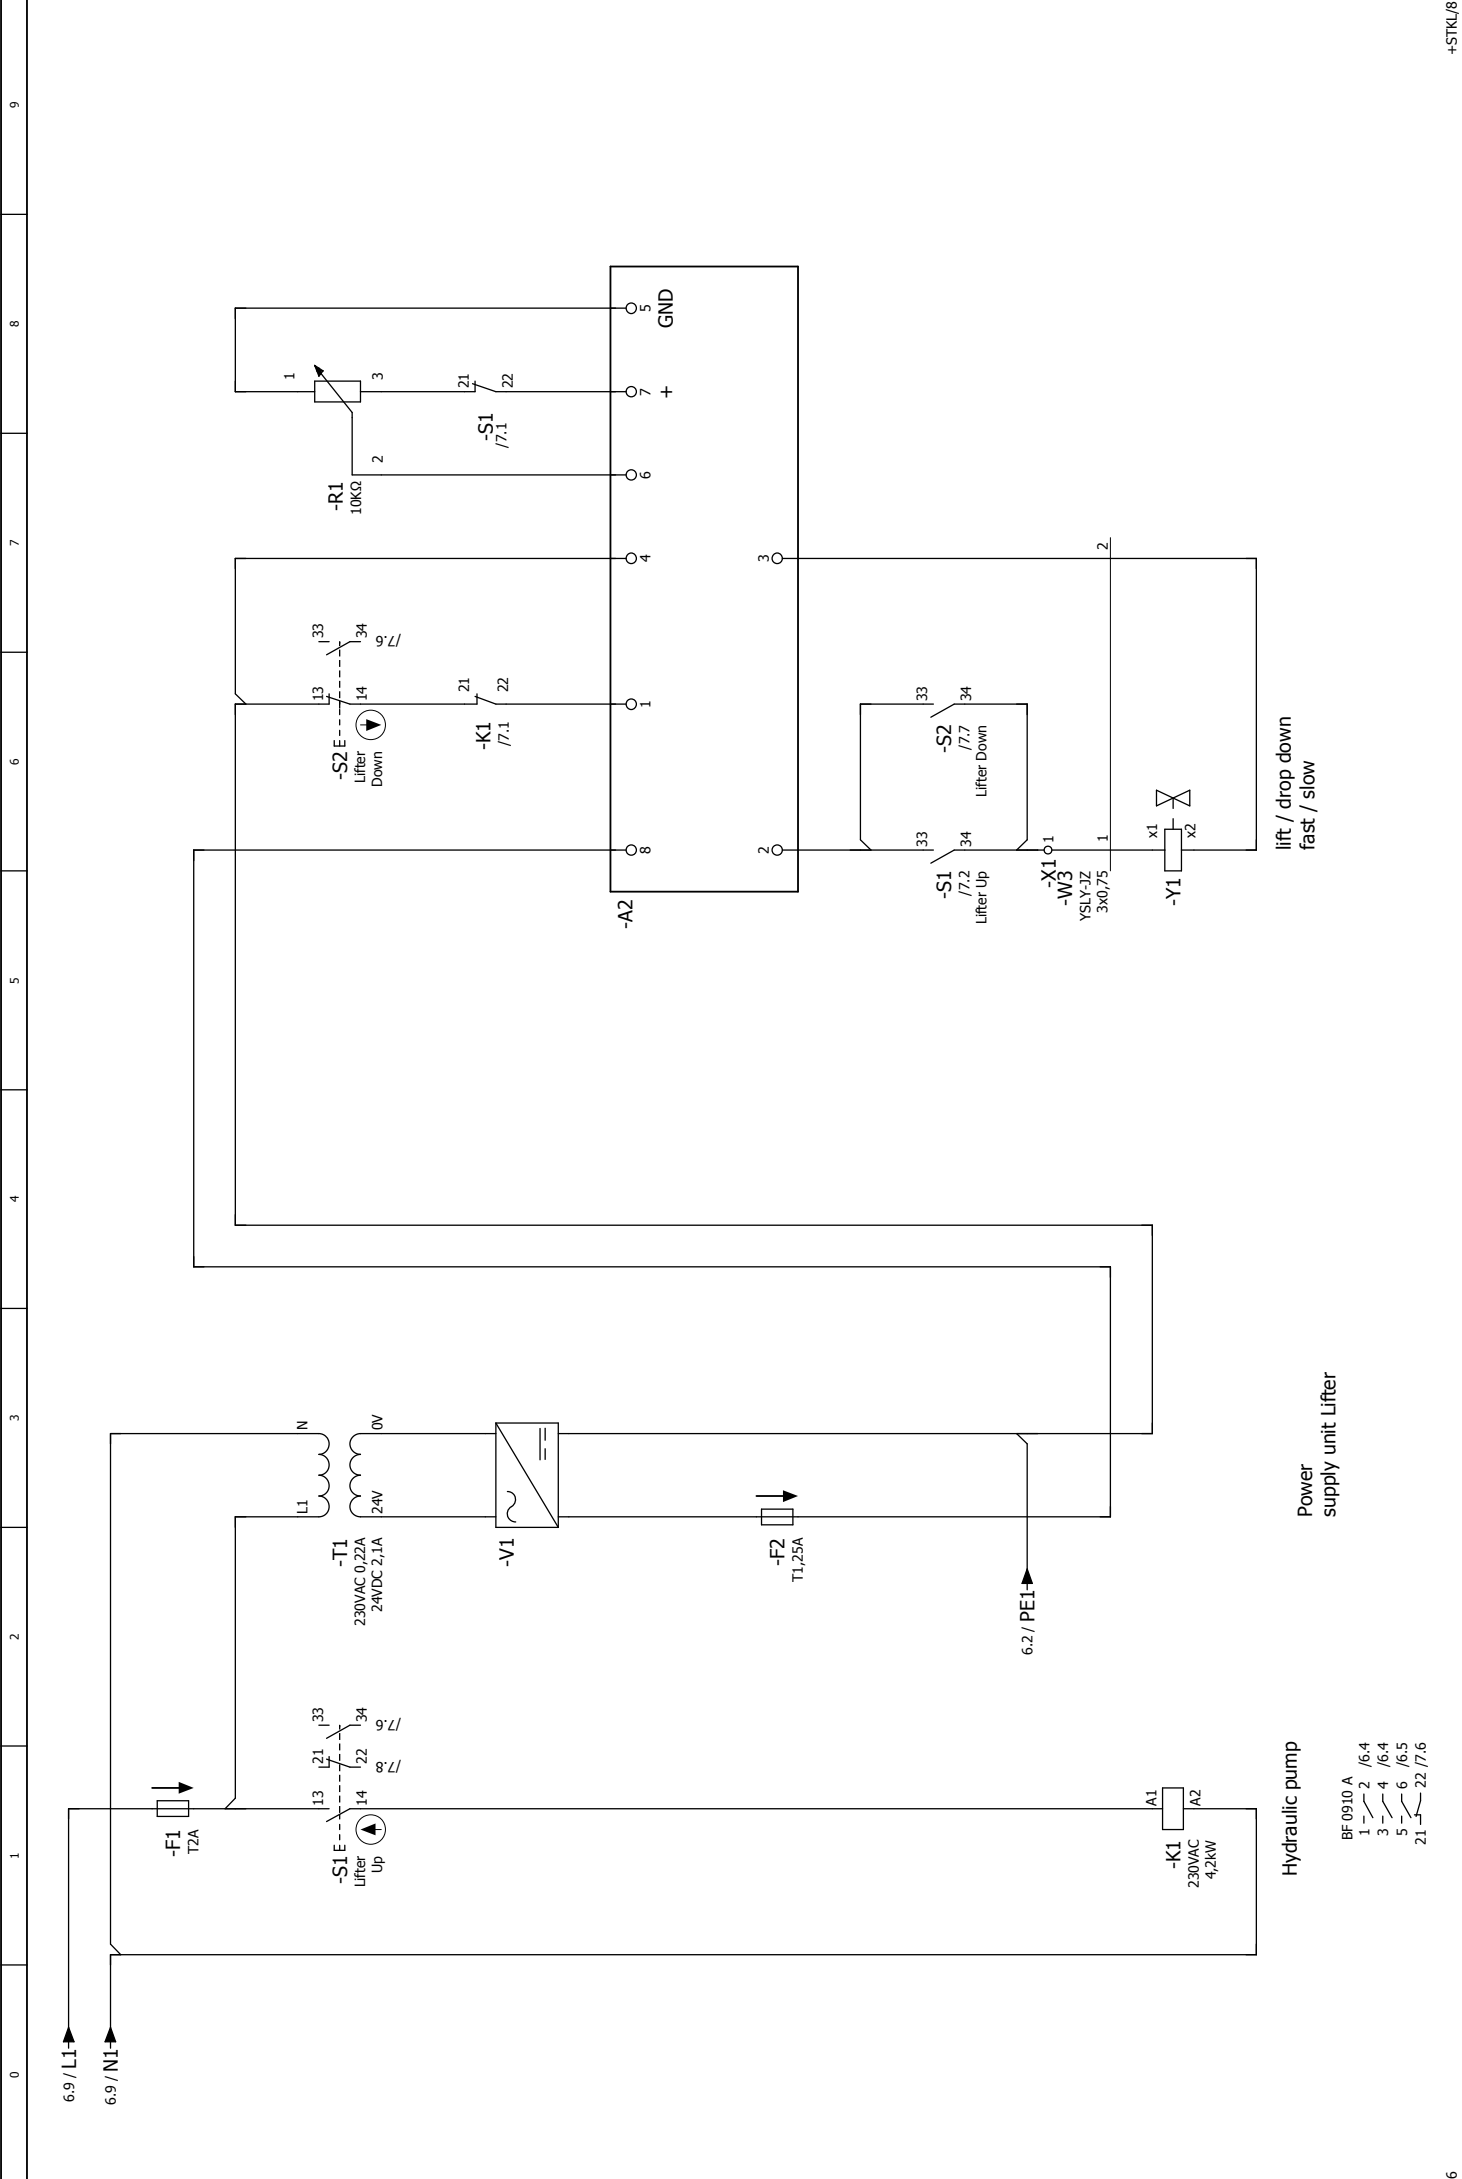 0 1 2 3 4 5 6 7 8 9
6.9 / L1
6.9 / N1
-F1
T2A
-S1
Lifter
Up
E
13
14
21
22
/7.8
33
34
/7.6
-K1
230VAC
4,2kW
A1
A2
Hydraulic pump
BF 0910 A
1 2 /6.4
3 4 /6.4
5 6 /6.5
21 22 /7.6
-T1
230VAC 0,22A
24VDC 2,1A
L1
N
24V
0V
-V1
-F2
T1,25A
6.2 / PE1
Power
supply unit Lifter
-S2
Lifter
Down
E
13
14
33
34
/7.6
-K1
/7.1
21
22
-R1
10KΩ
1
2
3
-S1
/7.1
21
22
-A2
8
1
4
6
7
+
5
GND
2
3
-S1
/7.2
Lifter Up
33
34
-S2
/7.7
Lifter Down
33
34
-X1
1
-W3
YSLY-JZ
3x0,75
1
2
-Y1
x1
x2
lift / drop down
fast / slow
6
+STKL/8